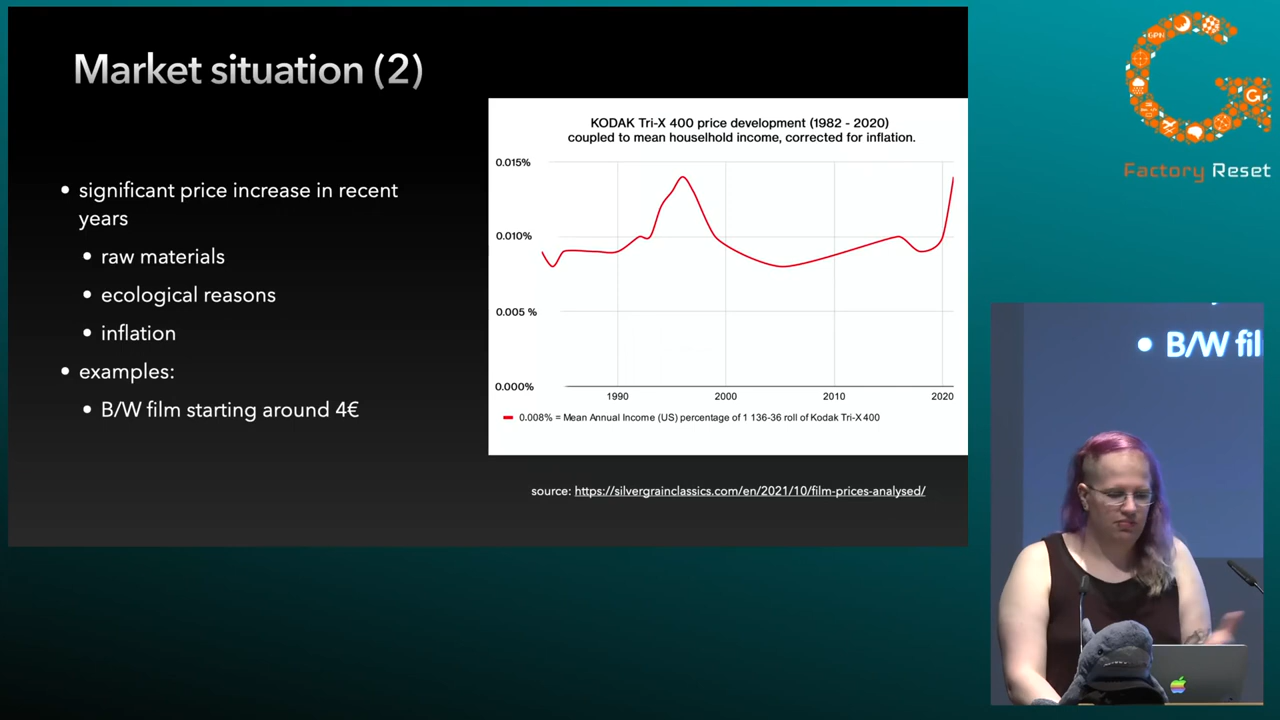 Market situation (2)
• significant price increase in recent
years
• raw materials
• ecological reasons
• inflation
• examples:
• B/W film starting around 4€
KODAK Tri-X 400 price development (1982 - 2020)
coupled to mean houselhold income, corrected for inflation.
0.015%
0.010%
0.005 %
0.000%
1990 2000 2010 2020
0.008% = Mean Annual Income (US) percentage of 1 136-36 roll of Kodak Tri-X 400
source: https://silvergrainclassics.com/en/2021/10/film-prices-analysed/
GPN
G
Factory Reset
• B/W fil